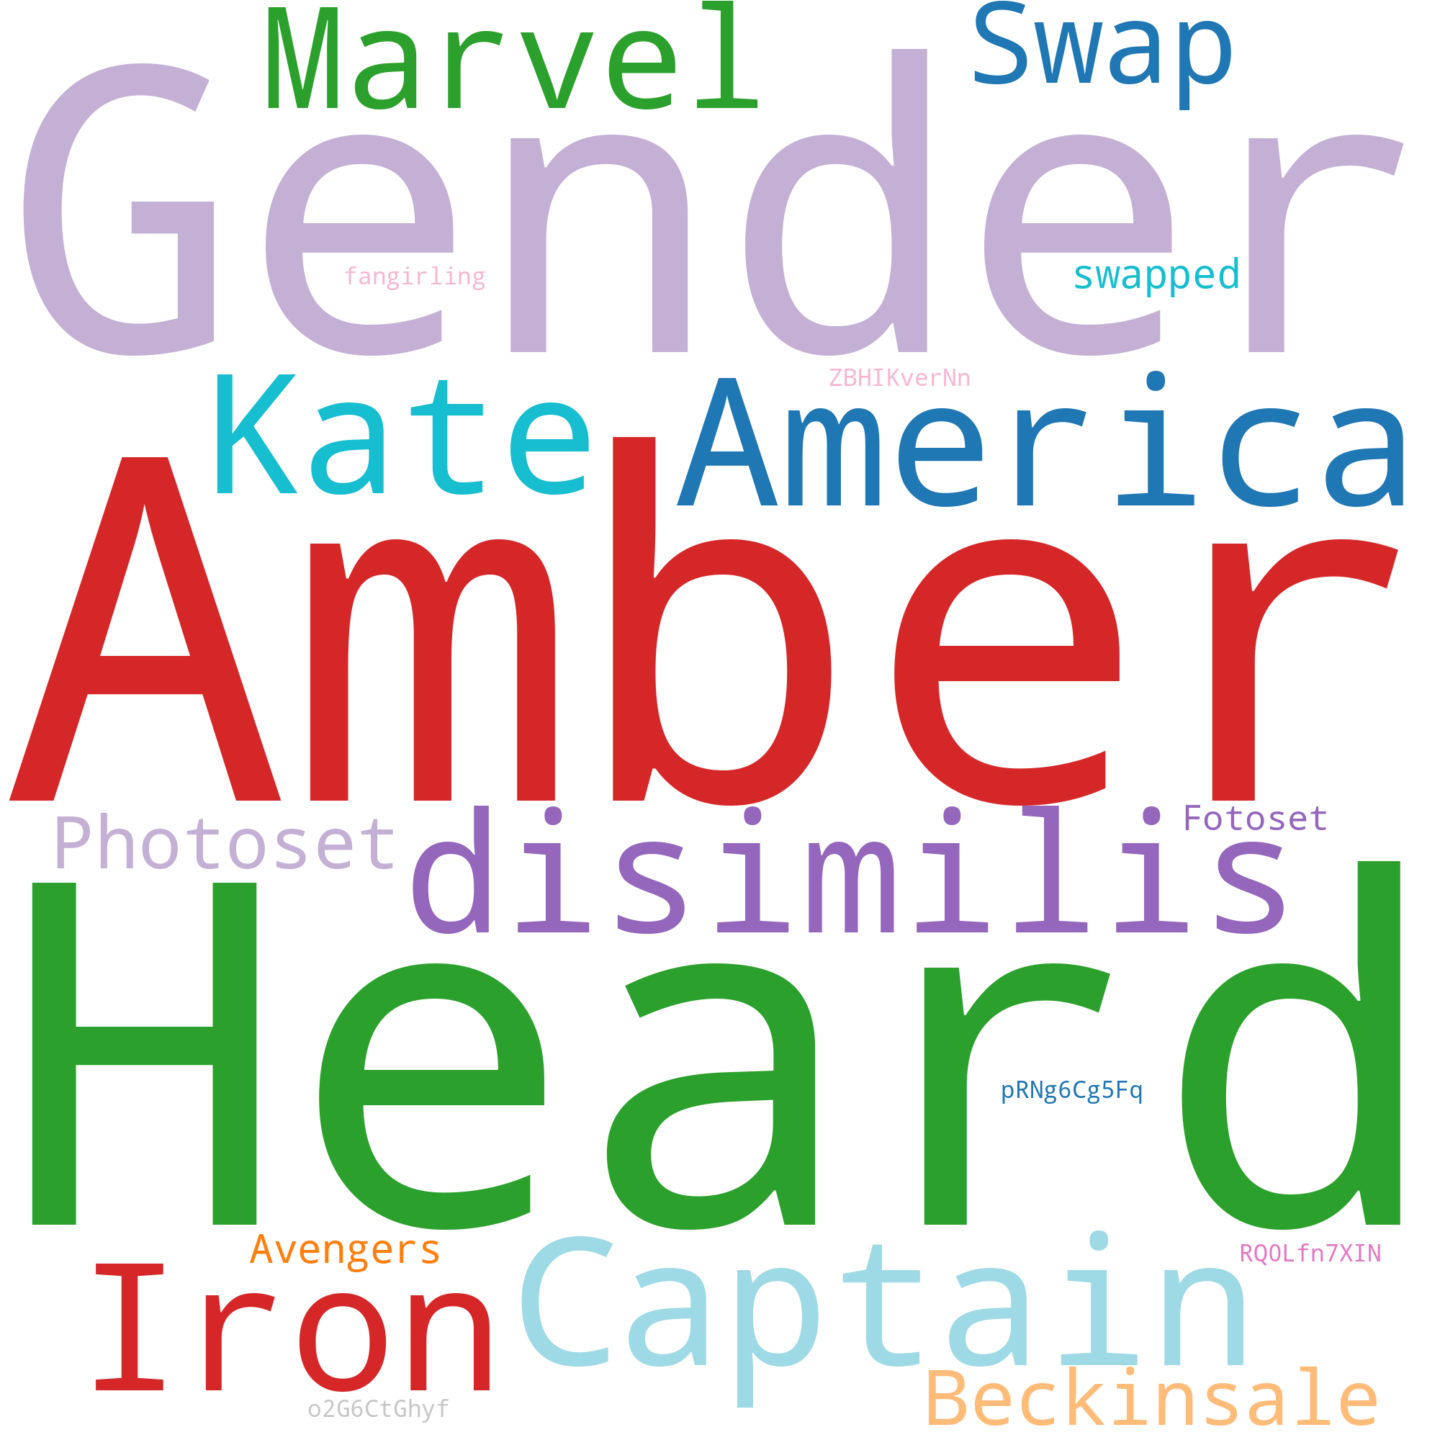 Marvel
Swap
Gender
fangirling
swapped
ZBHIKverNn
Kate
America
Amber
Photoset
disimilis
Fotoset
Heard
pRNg6Cg5Fq
Avengers
RQ0Lfn7XIN
Iron
Captain
Beckinsale
o2G6CtGhyf